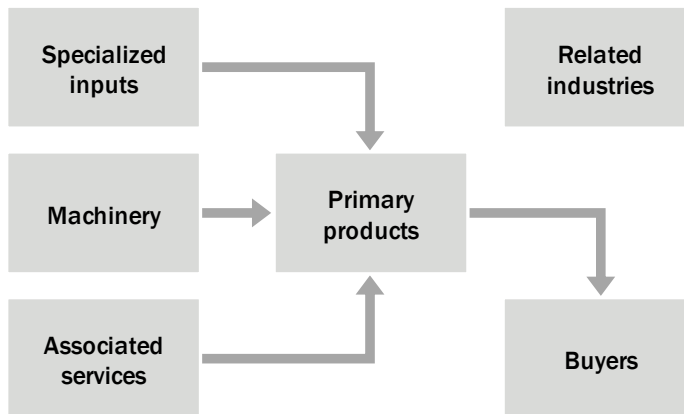 Specialized
inputs
Related
industries
Machinery
Primary
products
Associated
services
Buyers